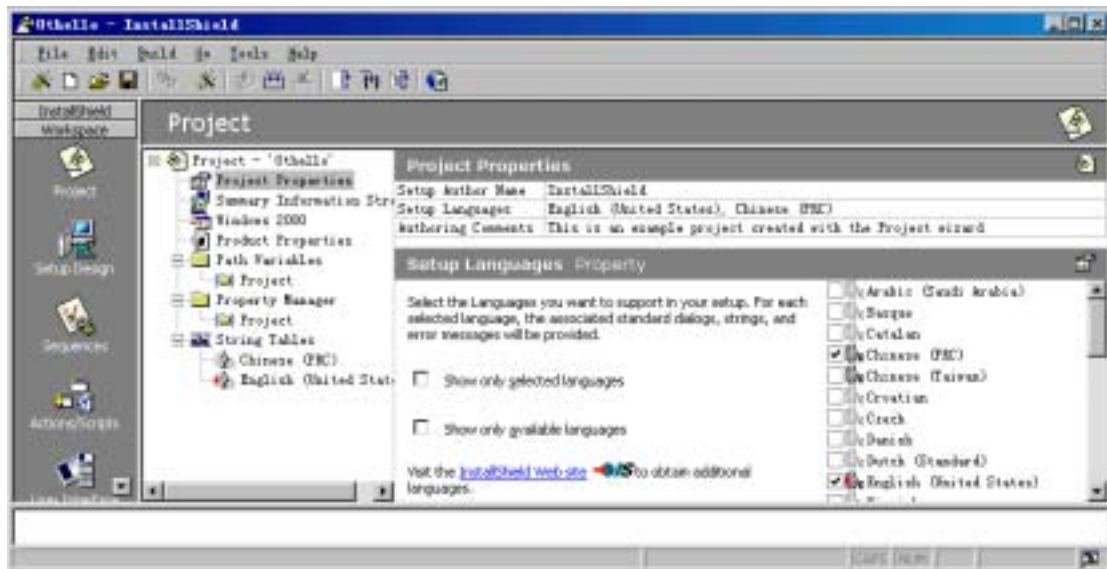 Othello - InstallShield
File Edit Build Go Tools Help
InstallShield
Workspace
Project
Setup Design
Sequences
Actions/Scripts
User Interface
Project
Project - 'Othello'
Project Properties
Summary Information Stre
Windows 2000
Product Properties
Path Variables
Project
Property Manager
Project
String Tables
Chinese (PRC)
English (United Stat
Project Properties
Setup Author Name InstallShield
Setup Languages English (United States), Chinese (PRC)
Authoring Comments This is an example project created with the Project wizard
Setup Languages Property
Select the Languages you want to support in your setup. For each
selected language, the associated standard dialogs, strings, and
error messages will be provided.
Show only selected languages
Show only available languages
Visit the InstallShield Web site to obtain additional
languages.
Arabic (Saudi Arabia)
Basque
Catalan
Chinese (PRC)
Chinese (Taiwan)
Croatian
Czech
Danish
Dutch (Standard)
English (United States)
CAPS NUM